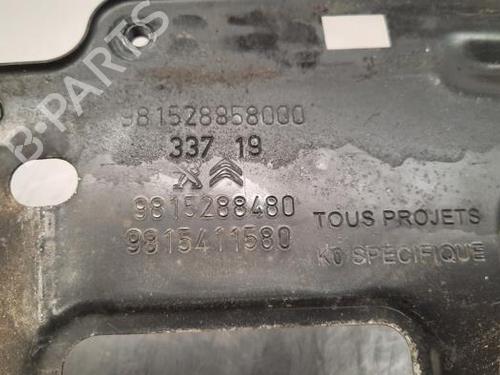 B-PARTS
981528858000
337 19
9815288480
9815411580
TOUS PROJETS
K0 SPECIFIQUE